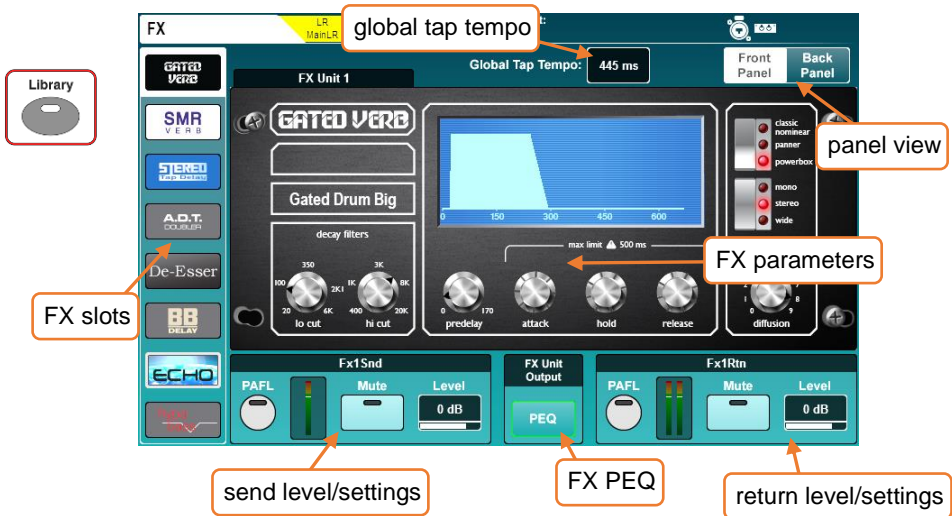 FX
LR
MainLR
t:
global tap tempo
Global Tap Tempo:
445 ms
Front
Panel
Back
Panel
panel view
Library
GATED
VERB
SMR
VERB
STEREO
Tap Delay
A.D.T.
DOUBLER
De-Esser
BB
DELAY
ECHO
FX slots
FX Unit 1
GATED VERB
Gated Drum Big
decay filters
350
100
2K1
20
6K
lo cut
3K
1K
8K
400
20K
hi cut
0
150
300
450
600
max limit ⚠ 500 ms
FX parameters
0
170
predelay
attack
hold
release
classic
nominear
panner
powerbox
mono
stereo
wide
2
1
8
0
9
diffusion
Fx1Snd
PAFL
Mute
Level
0 dB
FX Unit
Output
PEQ
Fx1Rtn
PAFL
Mute
Level
0 dB
send level/settings
FX PEQ
return level/settings